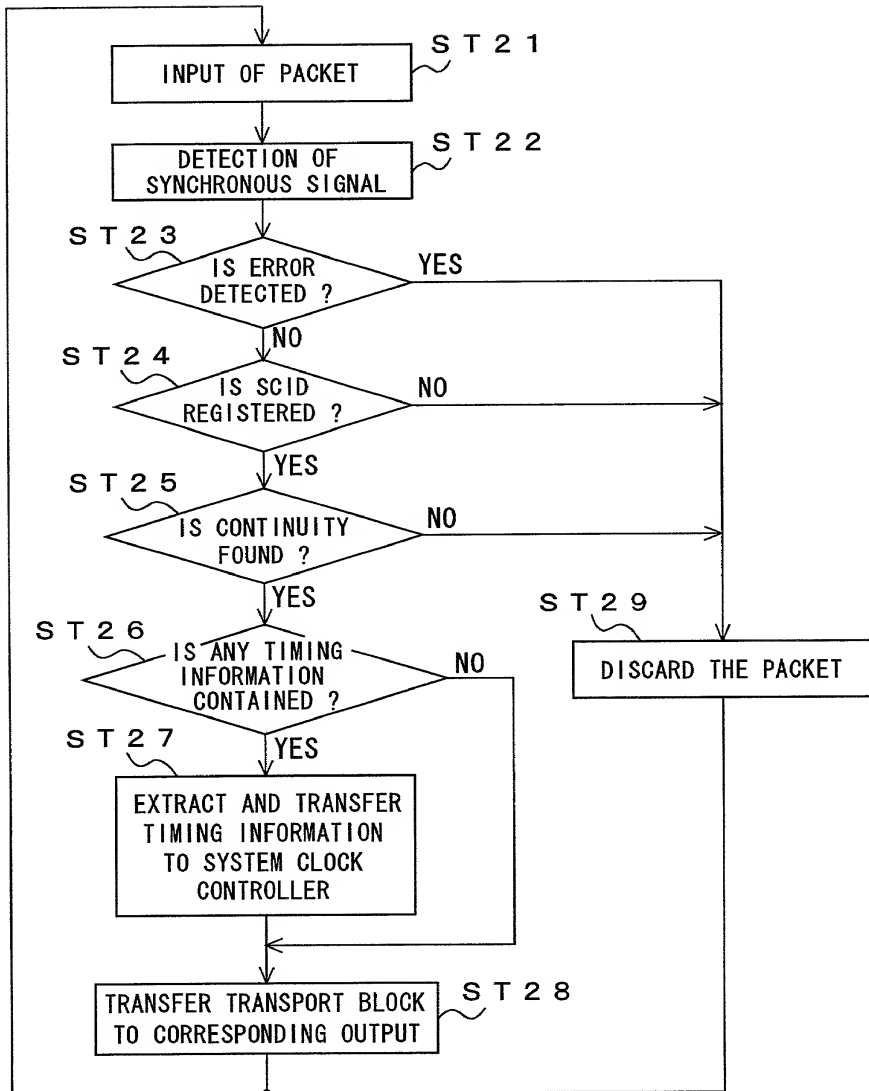 ST21
INPUT OF PACKET
ST22
DETECTION OF
SYNCHRONOUS SIGNAL
ST23
IS ERROR
DETECTED ?
YES
NO
ST24
IS SCID
REGISTERED ?
NO
YES
ST25
IS CONTINUITY
FOUND ?
NO
YES
ST26
IS ANY TIMING
INFORMATION
CONTAINED ?
NO
YES
ST29
DISCARD THE PACKET
ST27
EXTRACT AND TRANSFER
TIMING INFORMATION
TO SYSTEM CLOCK
CONTROLLER
ST28
TRANSFER TRANSPORT BLOCK
TO CORRESPONDING OUTPUT